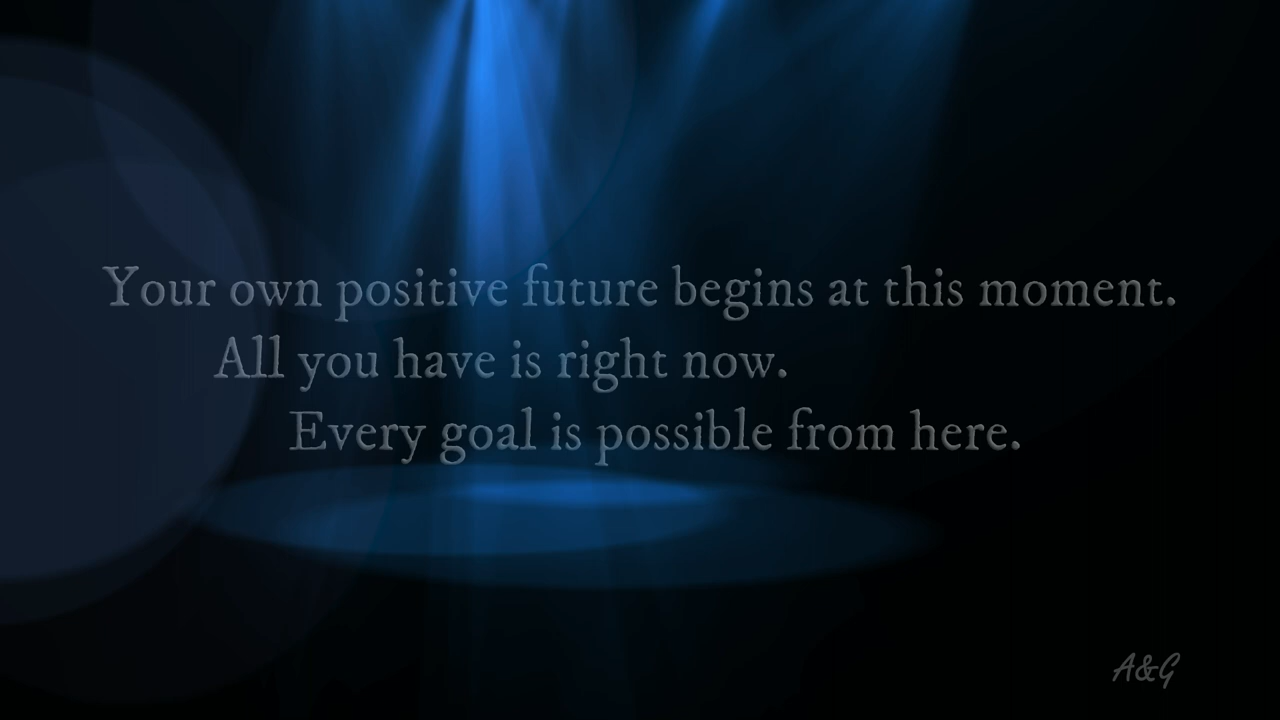 Your own positive future begins at this moment.
All you have is right now.
Every goal is possible from here.
A&G